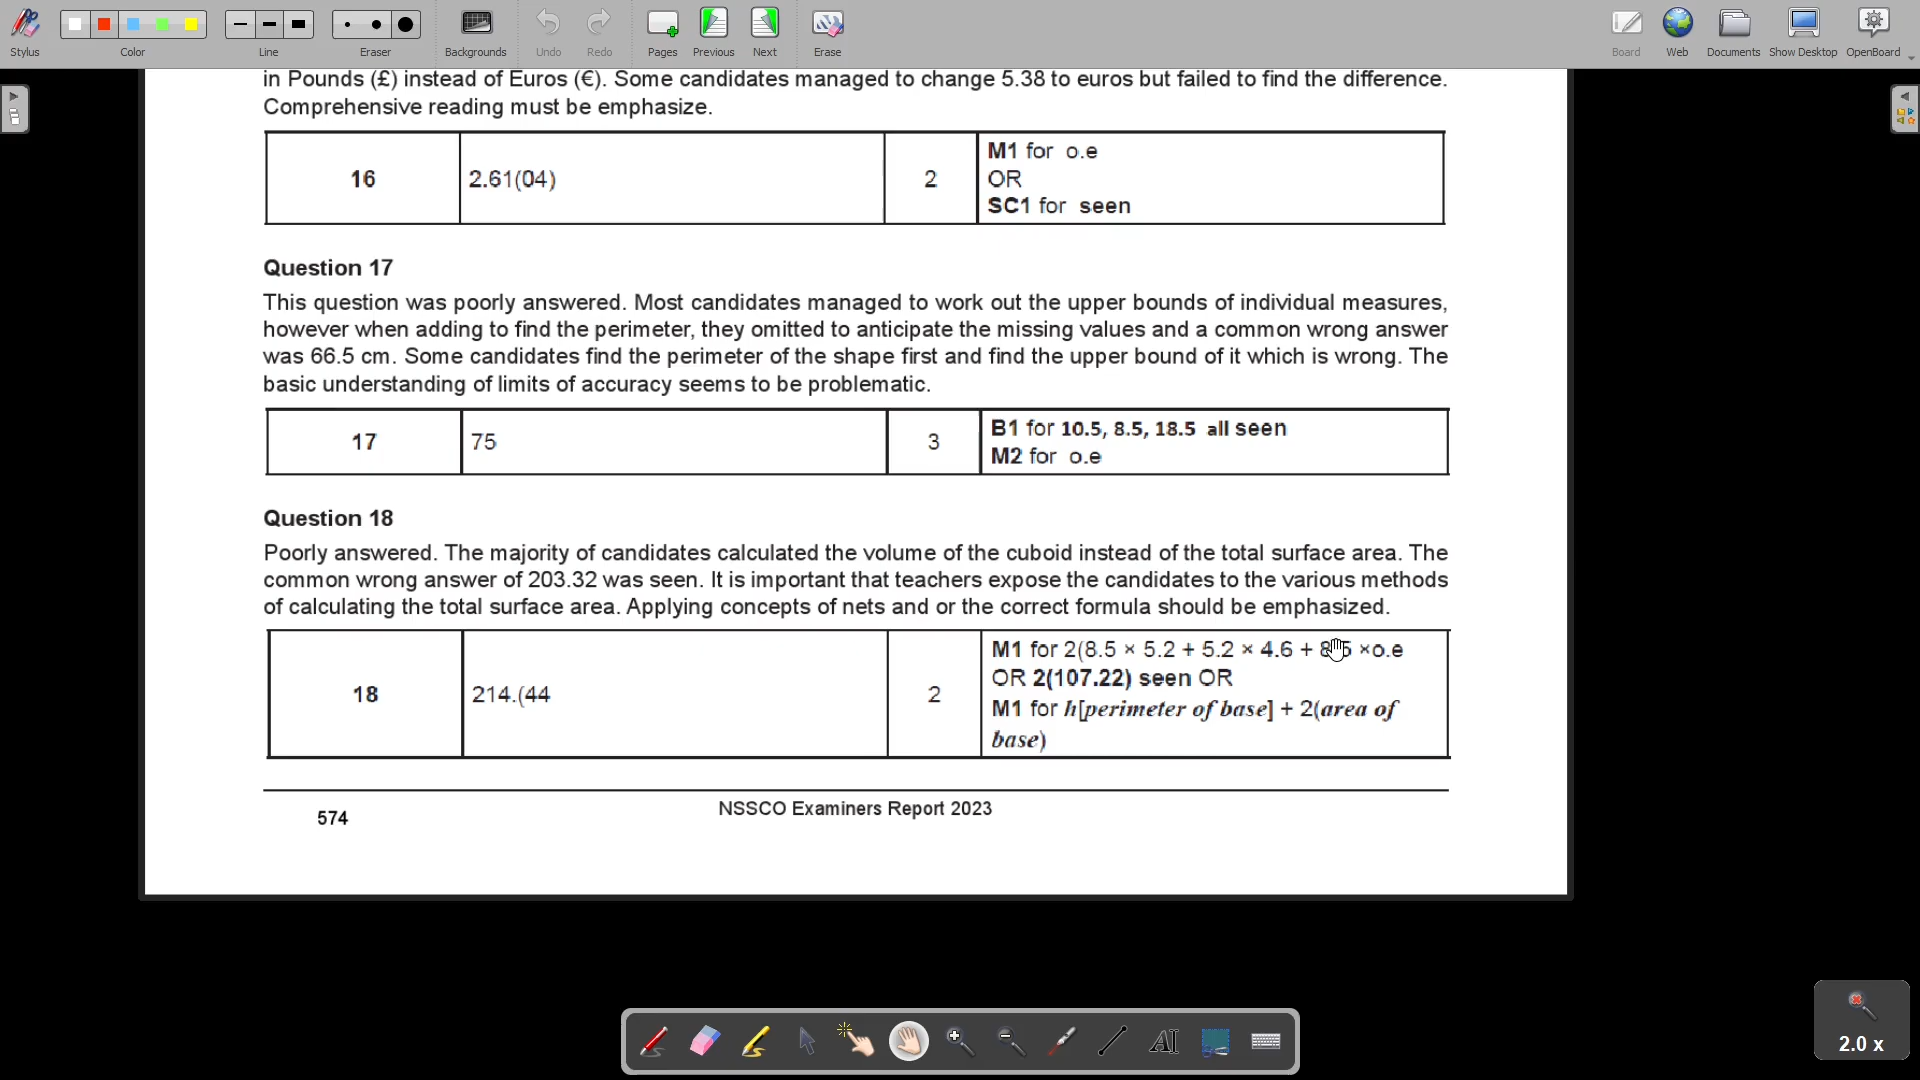 Stylus
Color
Line
Eraser
Backgrounds
Undo
Redo
Pages
Previous
Next
Erase
Board
Web
Documents
Show Desktop
OpenBoard
in Pounds (£) instead of Euros (€). Some candidates managed to change 5.38 to euros but failed to find the difference.
Comprehensive reading must be emphasize.
16
2.61(04)
2
M1 for o.e
OR
SC1 for seen
Question 17
This question was poorly answered. Most candidates managed to work out the upper bounds of individual measures,
however when adding to find the perimeter, they omitted to anticipate the missing values and a common wrong answer
was 66.5 cm. Some candidates find the perimeter of the shape first and find the upper bound of it which is wrong. The
basic understanding of limits of accuracy seems to be problematic.
17
75
3
B1 for 10.5, 8.5, 18.5 all seen
M2 for o.e
Question 18
Poorly answered. The majority of candidates calculated the volume of the cuboid instead of the total surface area. The
common wrong answer of 203.32 was seen. It is important that teachers expose the candidates to the various methods
of calculating the total surface area. Applying concepts of nets and or the correct formula should be emphasized.
18
214.(44
2
M1 for 2(8.5 × 5.2 + 5.2 × 4.6 + 8.5 ×o.e
OR 2(107.22) seen OR
M1 for h[perimeter of base] + 2(area of
base)
574
NSSCO Examiners Report 2023
AI
2.0 x